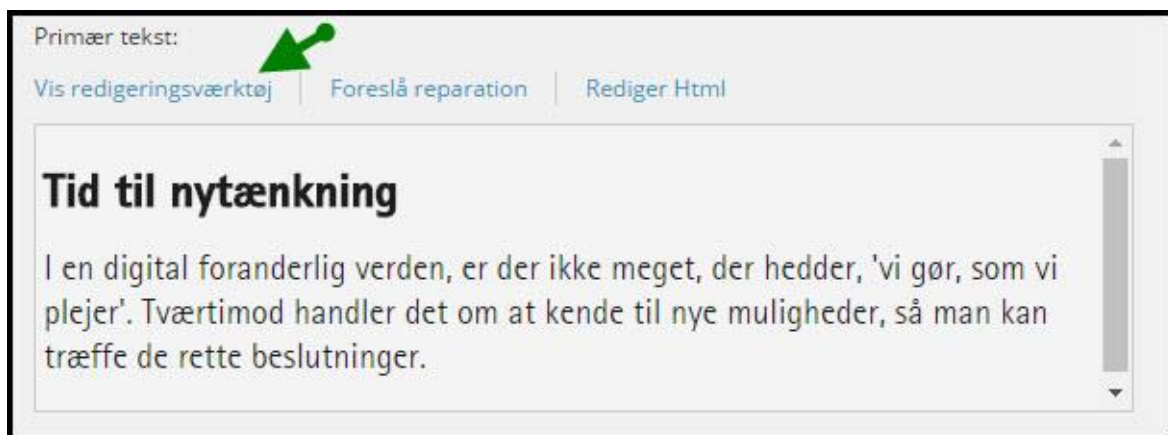 Primær tekst:
Vis redigeringsværktøj
Foreslå reparation
Rediger Html
Tid til nytænkning
I en digital foranderlig verden, er der ikke meget, der hedder, 'vi gør, som vi
plejer'. Tværtimod handler det om at kende til nye muligheder, så man kan
træffe de rette beslutninger.